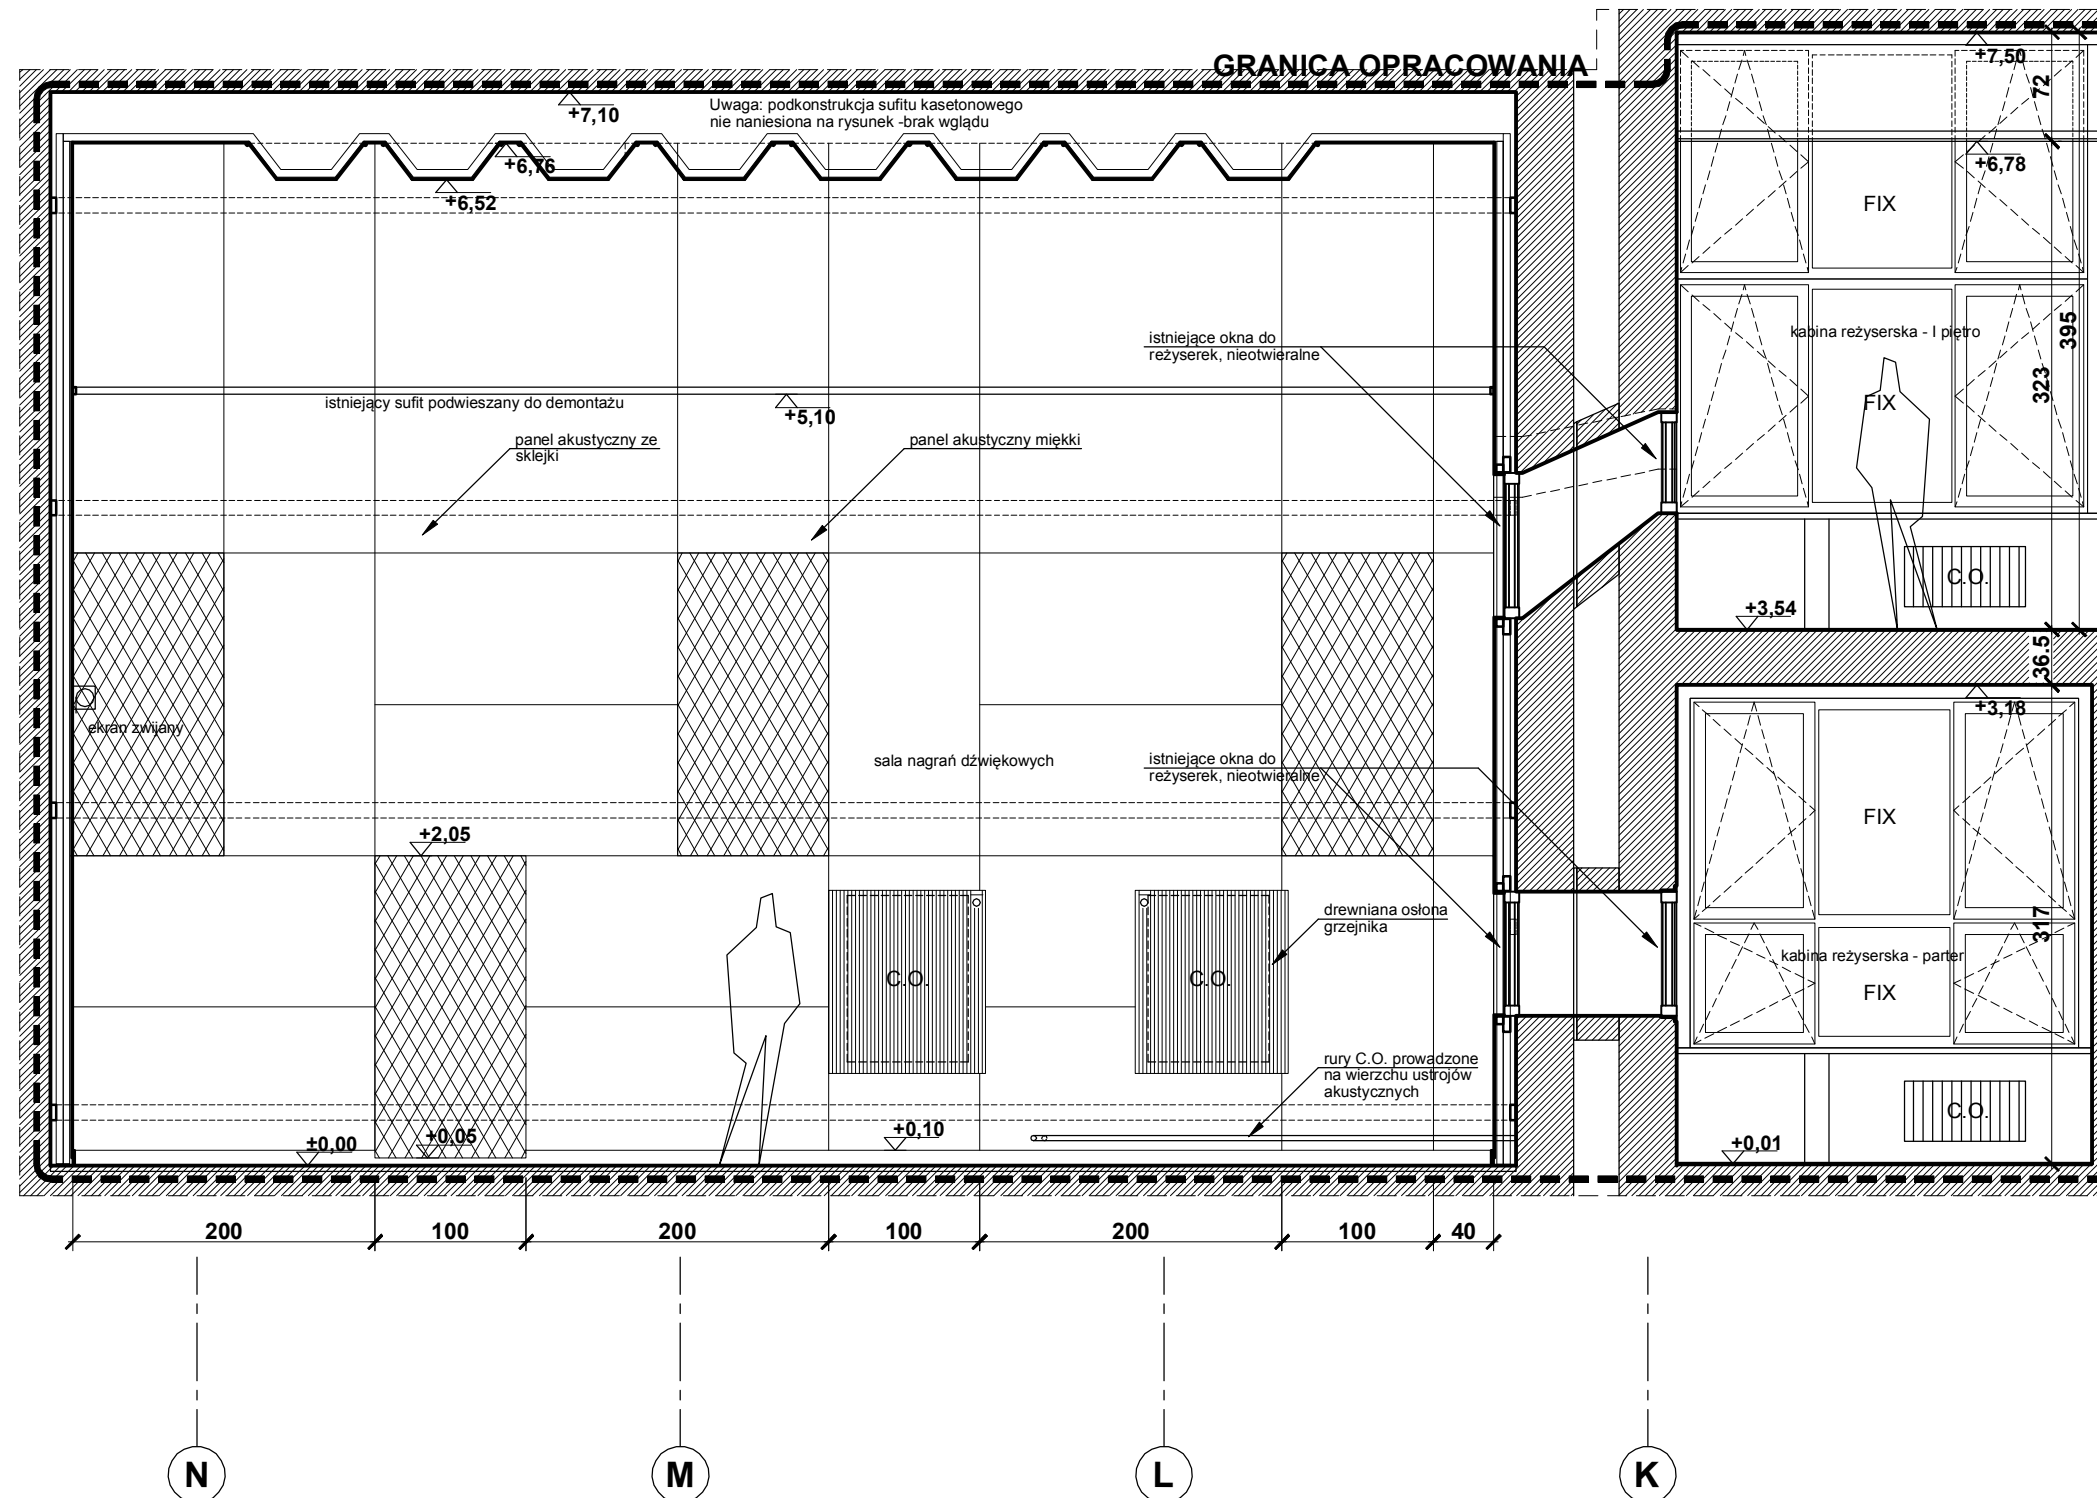 GRANICA OPRACOWANIA
+7,50
72
Uwaga: podkonstrukcja sufitu kasetonowego
nie naniesiona na rysunek -brak wglądu
+7,10
+6,76
+6,52
+6,78
FIX
istniejące okna do
reżyserek, nieotwieralne
kabina reżyserska - I piętro
395
323
FIX
istniejący sufit podwieszany do demontażu
+5,10
panel akustyczny ze
sklejki
panel akustyczny miękki
C.O.
+3,54
36.5
+3,18
ekran zwijany
sala nagrań dźwiękowych
istniejące okna do
reżyserek, nieotwieralne
FIX
+2,05
drewniana osłona
grzejnika
317
kabina reżyserska - parter
C.O.
C.O.
FIX
rury C.O. prowadzone
na wierzchu ustrojów
akustycznych
C.O.
±0,00
+0,05
+0,10
+0,01
200
100
200
100
200
100
40
N
M
L
K